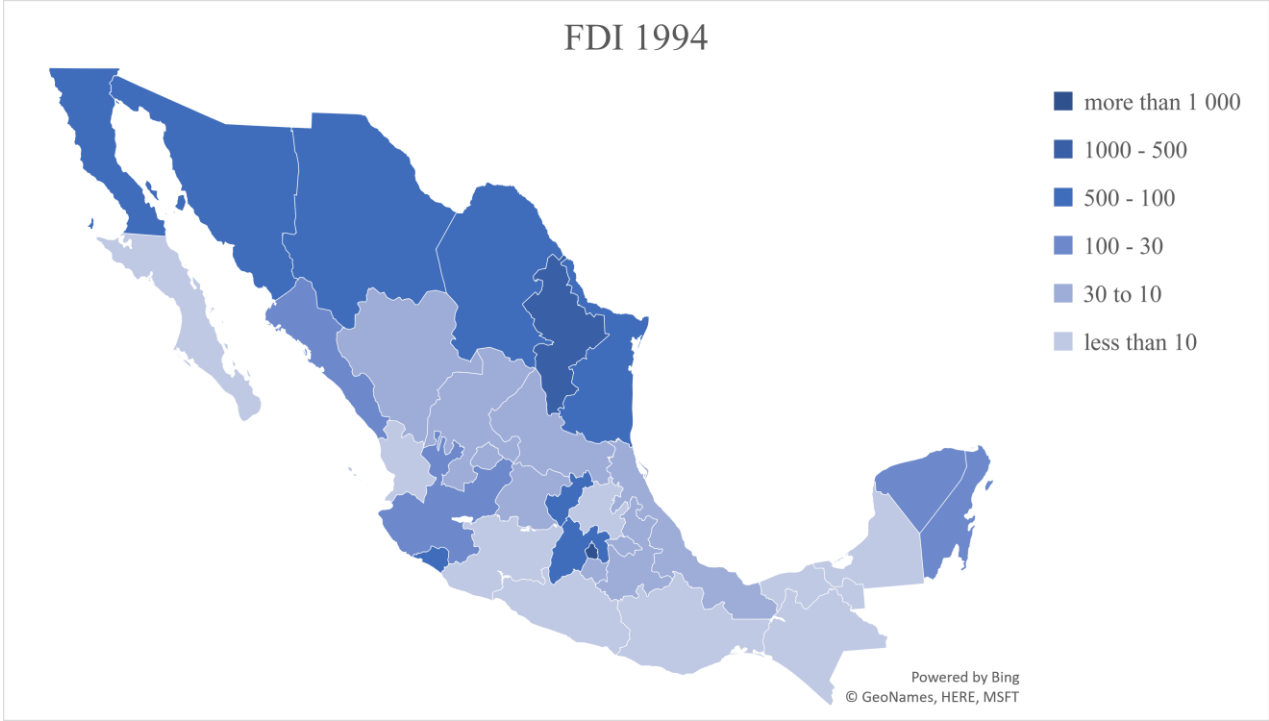 FDI 1994
more than 1 000
1000 - 500
500 - 100
100 - 30
30 to 10
less than 10
Powered by Bing
© GeoNames, HERE, MSFT